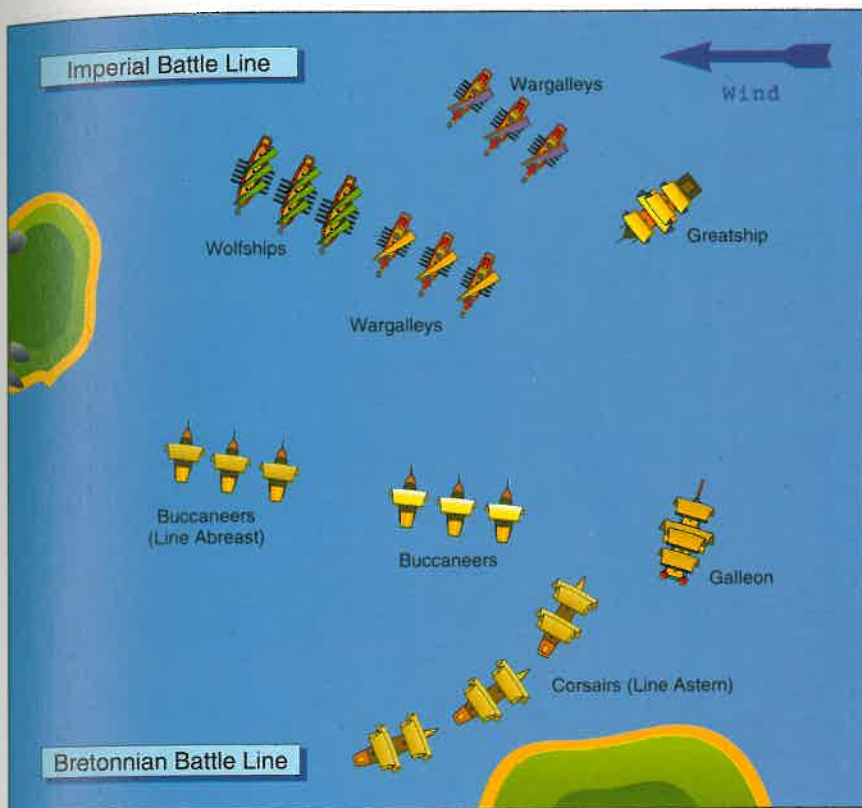 Imperial Battle Line
Wargalleys
Wind
Wolfships
Greatship
Wargalleys
Buccaneers
(Line Abreast)
Buccaneers
Galleon
Corsairs (Line Astern)
Bretonnian Battle Line